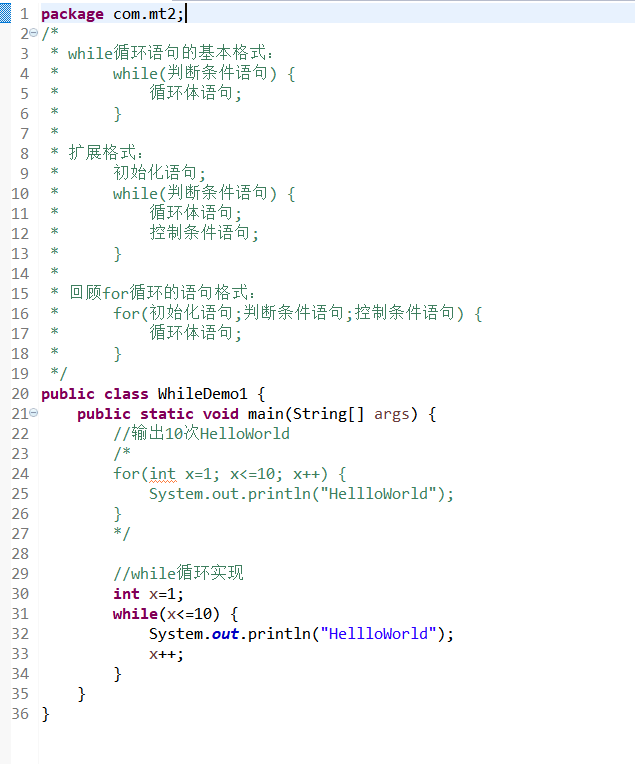 1 package com.mt2;
2 /*
3  * while循环语句的基本格式:
4  *      while(判断条件语句) {
5  *          循环体语句;
6  *      }
7  *
8  * 扩展格式:
9  *      初始化语句;
10  *      while(判断条件语句) {
11  *          循环体语句;
12  *          控制条件语句;
13  *      }
14  *
15  * 回顾for循环的语句格式:
16  *      for(初始化语句;判断条件语句;控制条件语句) {
17  *          循环体语句;
18  *      }
19  */
20 public class WhileDemo1 {
21     public static void main(String[] args) {
22         //输出10次HelloWorld
23         /*
24         for(int x=1; x<=10; x++) {
25             System.out.println("HellloWorld");
26         }
27         */
28
29         //while循环实现
30         int x=1;
31         while(x<=10) {
32             System.out.println("HellloWorld");
33             x++;
34         }
35     }
36 }